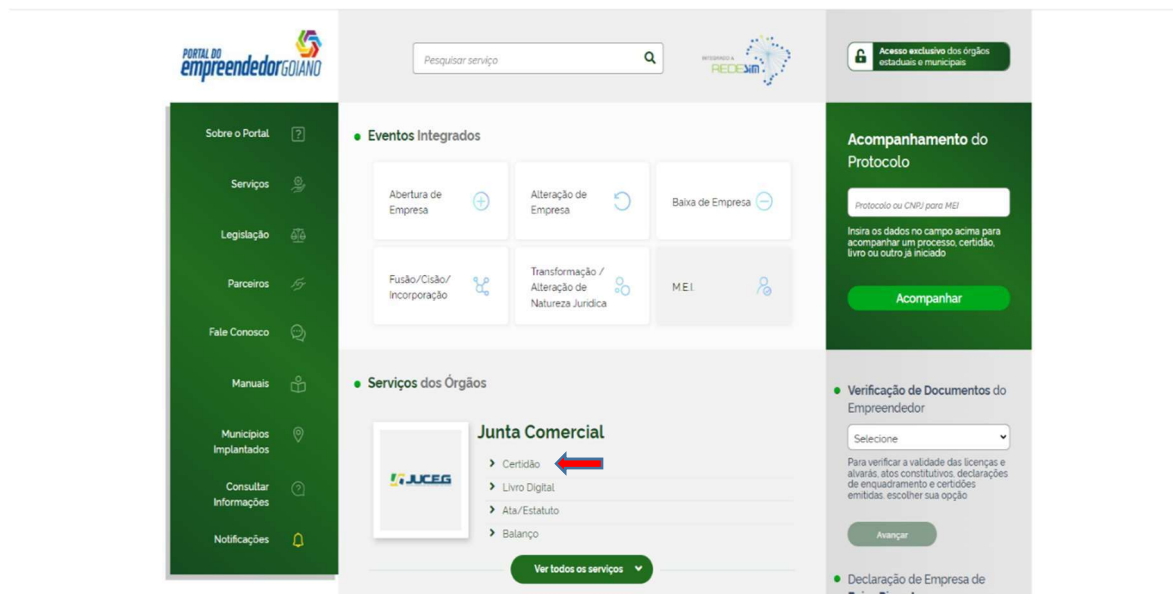 PORTAL DO
empreendedorGOIANO
Pesquisar serviço
INTEGRADO A
REDESIM
Acesso exclusivo dos órgãos
estaduais e municipais
Sobre o Portal
Serviços
Legislação
Parceiros
Fale Conosco
Manuais
Municípios
Implantados
Consultar
Informações
Notificações
Eventos Integrados
Abertura de
Empresa
Alteração de
Empresa
Baixa de Empresa
Fusão/Cisão/
Incorporação
Transformação /
Alteração de
Natureza Juridica
M.E.I.
Serviços dos Órgãos
JUCEG
Junta Comercial
Certidão
Livro Digital
Ata/Estatuto
Balanço
Ver todos os serviços
Acompanhamento do
Protocolo
Protocolo ou CNPJ para MEI
Insira os dados no campo acima para
acompanhar um processo, certidão,
livro ou outro já iniciado
Acompanhar
Verificação de Documentos do
Empreendedor
Selecione
Para verificar a validade das licenças e
alvarás, atos constitutivos, declarações
de enquadramento e certidões
emitidas, escolher sua opção
Avançar
Declaração de Empresa de